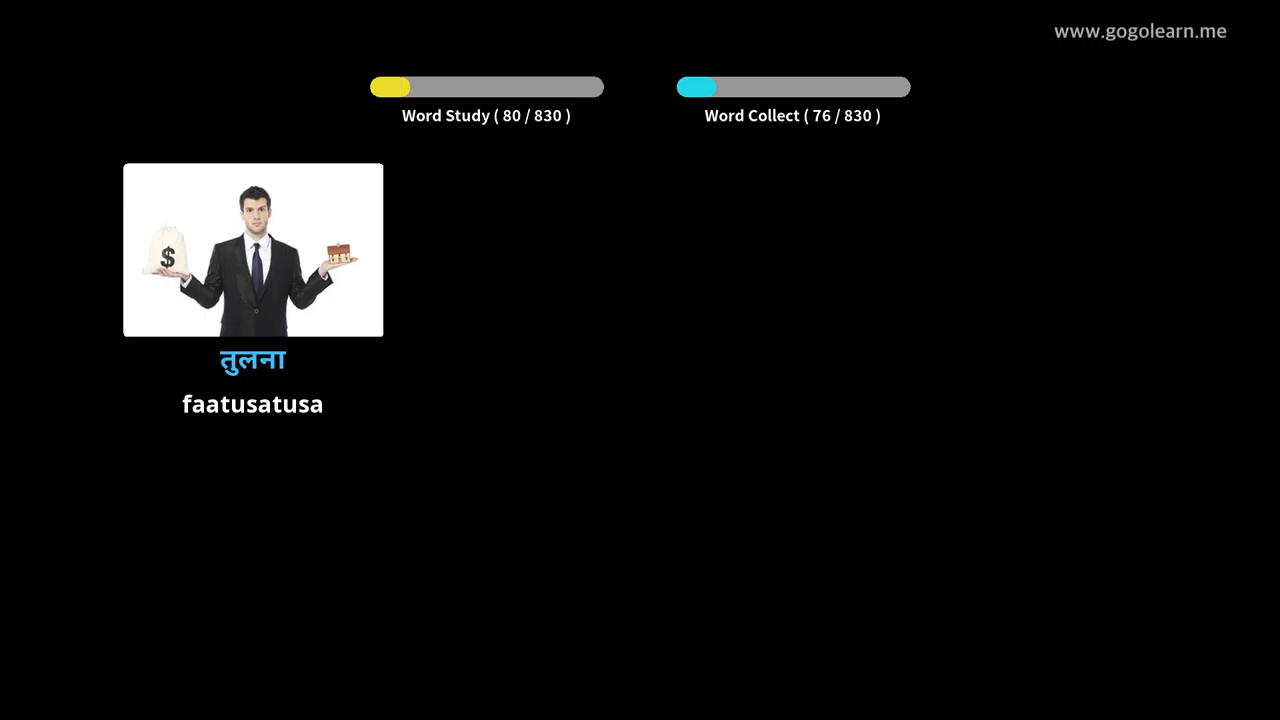 www.gogolearn.me
Word Study ( 80 / 830 )
Word Collect ( 76 / 830 )
$
तुलना
faatusatusa